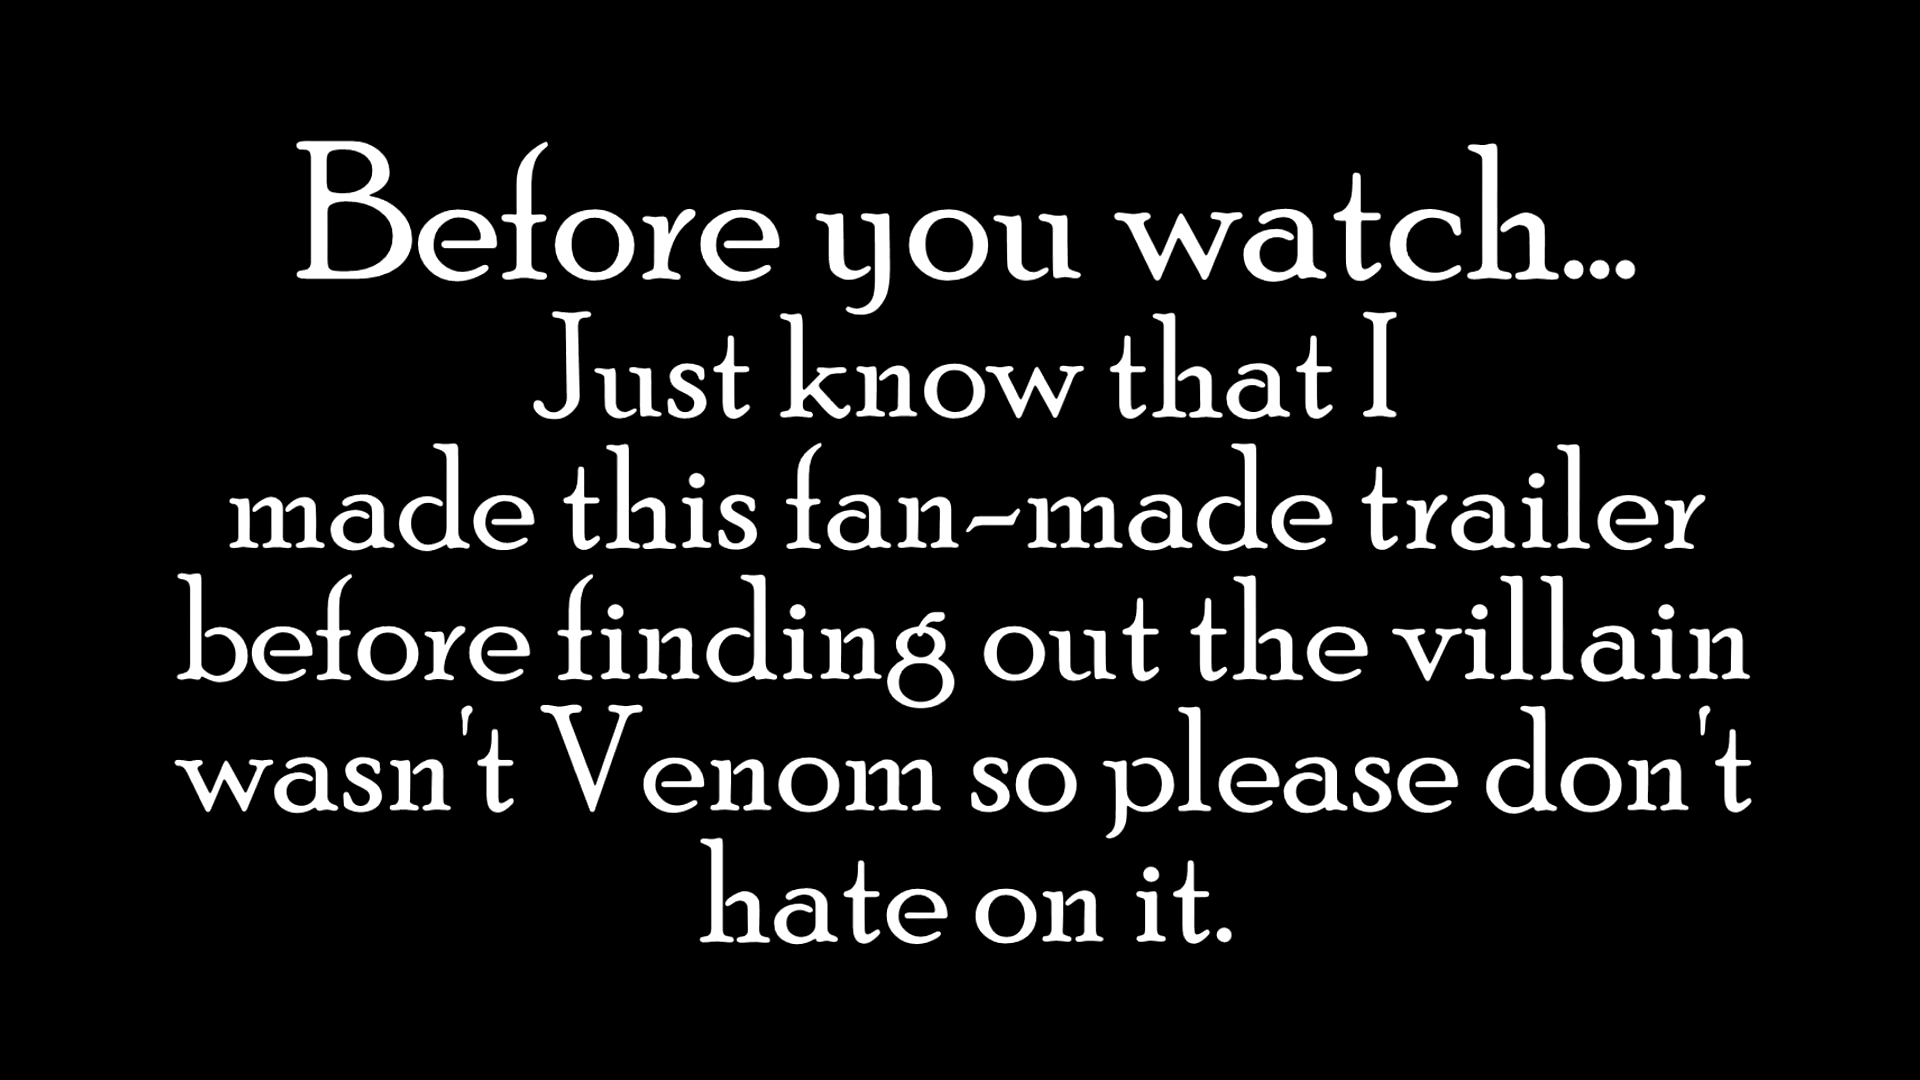 Before you watch...
Just know that I
made this fan-made trailer
before finding out the villain
wasn't Venom so please don't
hate on it.